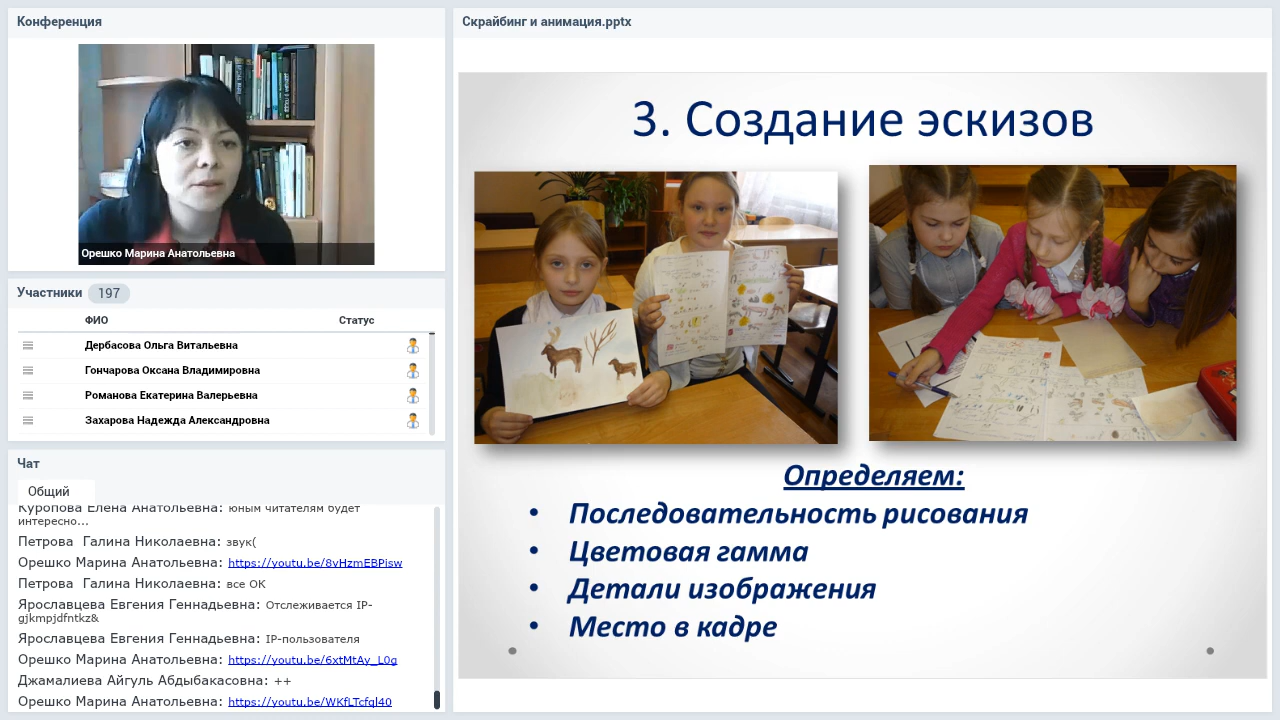 Конференция
Орешко Марина Анатольевна
Участники 197
ФИО Статус
Дербасова Ольга Витальевна
Гончарова Оксана Владимировна
Романова Екатерина Валерьевна
Захарова Надежда Александровна
Чат
Общий
Куропова Елена Анатольевна: юным читателям будет
интересно...
Петрова Галина Николаевна: звук(
Орешко Марина Анатольевна: https://youtu.be/8vHzmEBPisw
Петрова Галина Николаевна: все ОК
Ярославцева Евгения Геннадьевна: Отслеживается IP-
gjkmpjdfntkz&
Ярославцева Евгения Геннадьевна: IP-пользователя
Орешко Марина Анатольевна: https://youtu.be/6xtMtAy_L0g
Джамалиева Айгуль Абдыбакасовна: ++
Орешко Марина Анатольевна: https://youtu.be/WKfLTcfql40
Скрайбинг и анимация.pptx
3. Создание эскизов
Определяем:
• Последовательность рисования
• Цветовая гамма
• Детали изображения
• Место в кадре